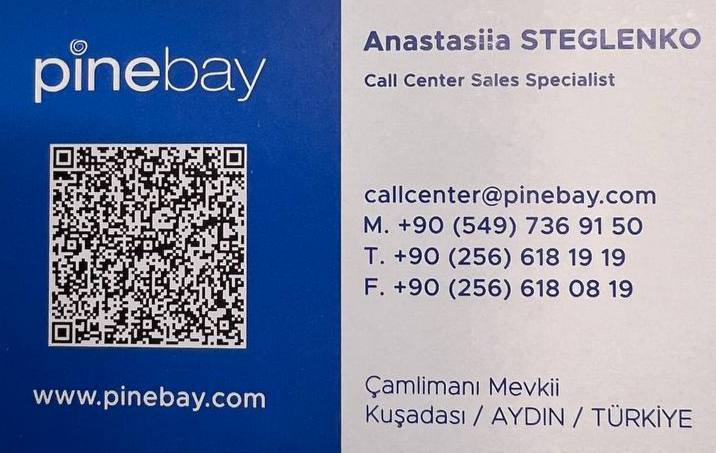 pinebay
www.pinebay.com
Anastasiia STEGLENKO
Call Center Sales Specialist
callcenter@pinebay.com
M. +90 (549) 736 91 50
T. +90 (256) 618 19 19
F. +90 (256) 618 08 19
Çamlimanı Mevkii
Kuşadası / AYDIN / TÜRKİYE